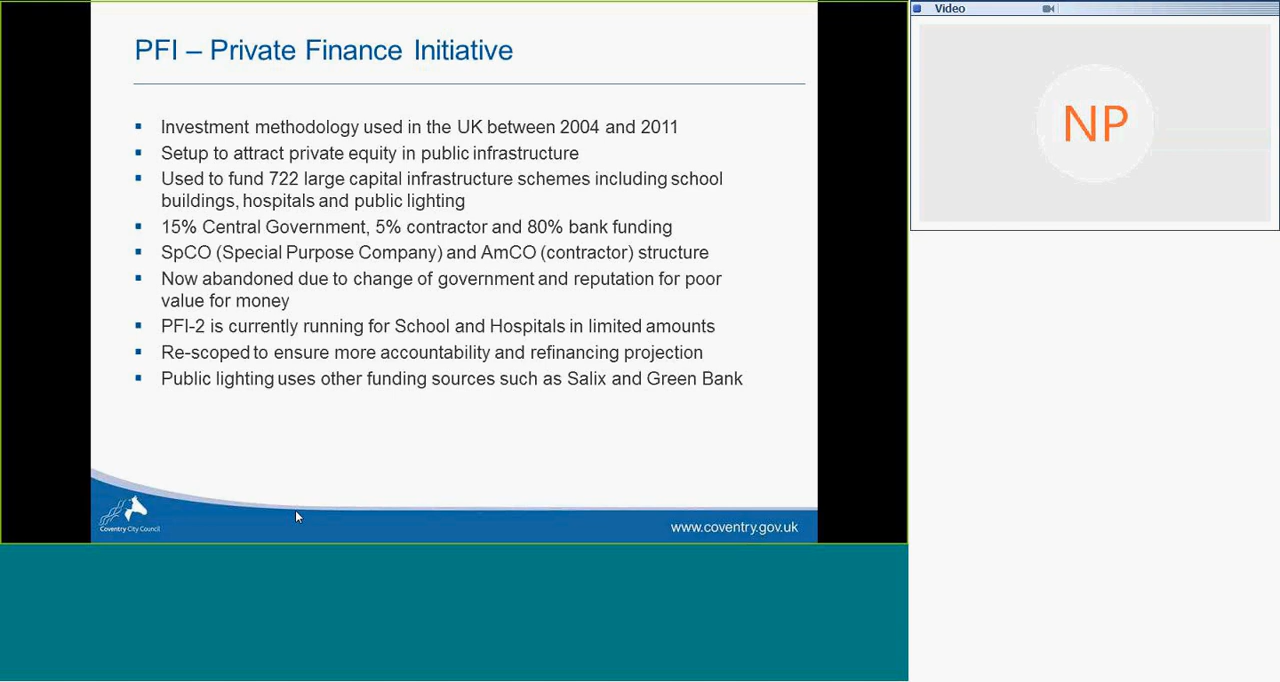 PFI – Private Finance Initiative
Investment methodology used in the UK between 2004 and 2011
Setup to attract private equity in public infrastructure
Used to fund 722 large capital infrastructure schemes including school
buildings, hospitals and public lighting
15% Central Government, 5% contractor and 80% bank funding
SpCO (Special Purpose Company) and AmCO (contractor) structure
Now abandoned due to change of government and reputation for poor
value for money
PFI-2 is currently running for School and Hospitals in limited amounts
Re-scoped to ensure more accountability and refinancing projection
Public lighting uses other funding sources such as Salix and Green Bank
Coventry City Council
www.coventry.gov.uk
Video
NP